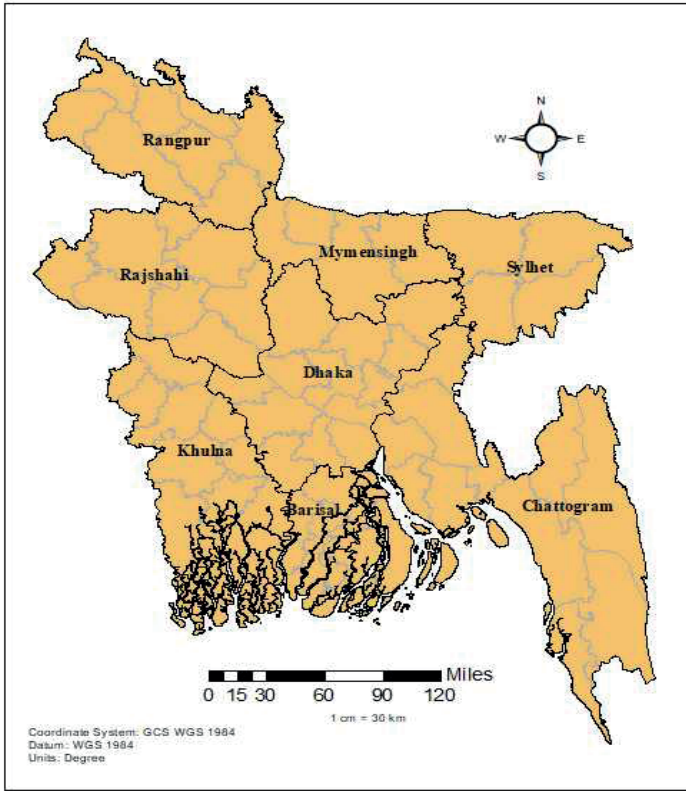 N
W E
S
Rangpur
Mymensingh
Sylhet
Rajshahi
Dhaka
Khulna
Barisal
Chattogram
Miles
0 15 30 60 90 120
1 cm = 30 km
Coordinate System: GCS WGS 1984
Datum: WGS 1984
Units: Degree